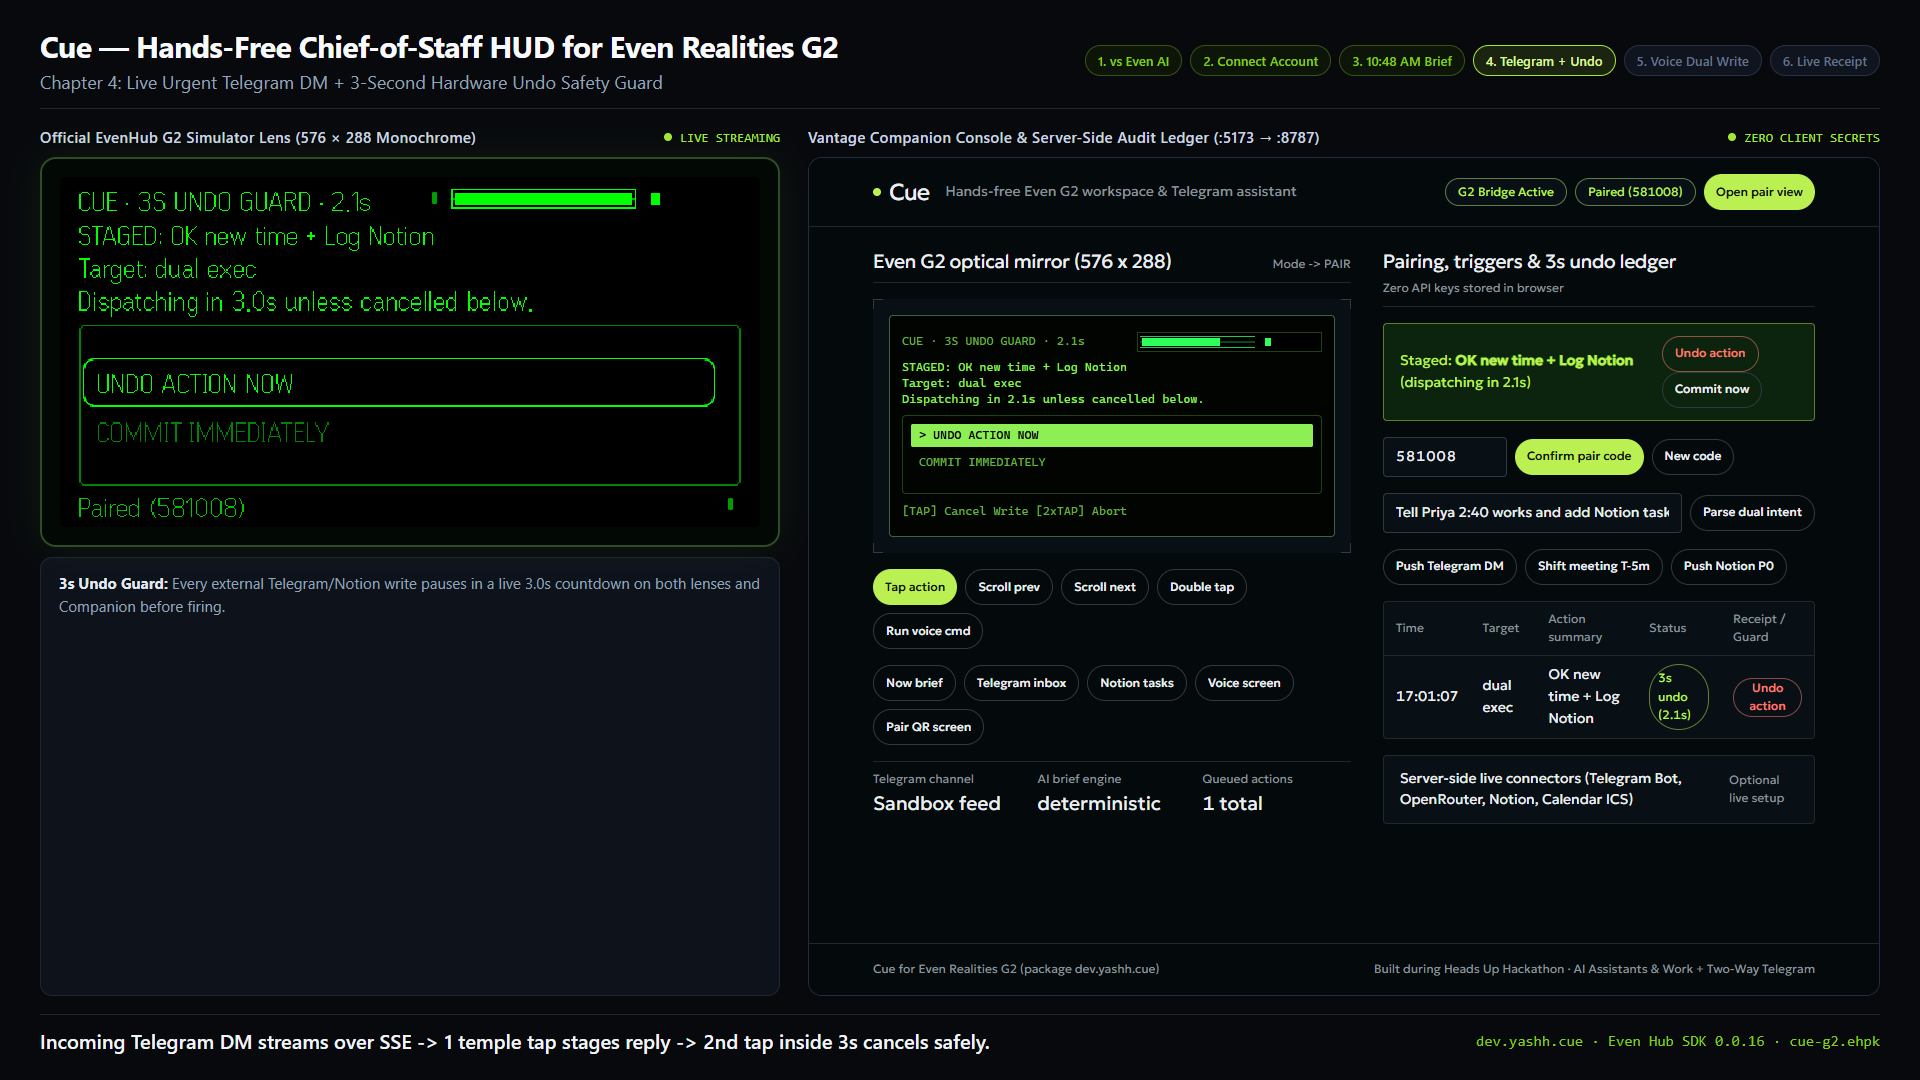 Cue — Hands-Free Chief-of-Staff HUD for Even Realities G2
Chapter 4: Live Urgent Telegram DM + 3-Second Hardware Undo Safety Guard
1. vs Even AI
2. Connect Account
3. 10:48 AM Brief
4. Telegram + Undo
5. Voice Dual Write
6. Live Receipt
Official EvenHub G2 Simulator Lens (576 × 288 Monochrome)
LIVE STREAMING
CUE · 3S UNDO GUARD · 2.1s
STAGED: OK new time + Log Notion
Target: dual exec
Dispatching in 3.0s unless cancelled below.
UNDO ACTION NOW
COMMIT IMMEDIATELY
Paired (581008)
3s Undo Guard: Every external Telegram/Notion write pauses in a live 3.0s countdown on both lenses and
Companion before firing.
Vantage Companion Console & Server-Side Audit Ledger (:5173 → :8787)
ZERO CLIENT SECRETS
Cue
Hands-free Even G2 workspace & Telegram assistant
G2 Bridge Active
Paired (581008)
Open pair view
Even G2 optical mirror (576 x 288)
Mode -> PAIR
CUE · 3S UNDO GUARD · 2.1s
STAGED: OK new time + Log Notion
Target: dual exec
Dispatching in 2.1s unless cancelled below.
> UNDO ACTION NOW
COMMIT IMMEDIATELY
[TAP] Cancel Write [2xTAP] Abort
Tap action
Scroll prev
Scroll next
Double tap
Run voice cmd
Now brief
Telegram inbox
Notion tasks
Voice screen
Pair QR screen
Telegram channel
Sandbox feed
AI brief engine
deterministic
Queued actions
1 total
Pairing, triggers & 3s undo ledger
Zero API keys stored in browser
Staged: OK new time + Log Notion
(dispatching in 2.1s)
Undo action
Commit now
581008
Confirm pair code
New code
Tell Priya 2:40 works and add Notion task
Parse dual intent
Push Telegram DM
Shift meeting T-5m
Push Notion P0
Time
Target
Action
summary
Status
Receipt /
Guard
17:01:07
dual
exec
OK new
time + Log
Notion
3s
undo
(2.1s)
Undo
action
Server-side live connectors (Telegram Bot,
OpenRouter, Notion, Calendar ICS)
Optional
live setup
Cue for Even Realities G2 (package dev.yashh.cue)
Built during Heads Up Hackathon · AI Assistants & Work + Two-Way Telegram
Incoming Telegram DM streams over SSE -> 1 temple tap stages reply -> 2nd tap inside 3s cancels safely.
dev.yashh.cue · Even Hub SDK 0.0.16 · cue-g2.ehpk